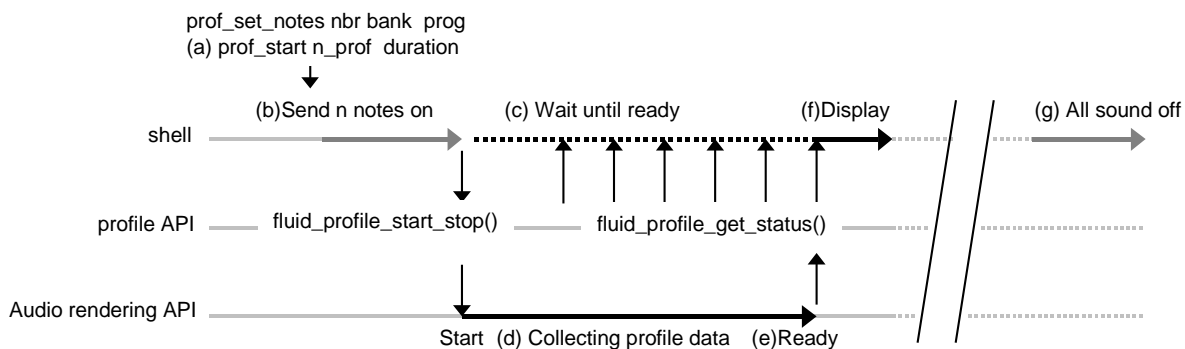 prof_set_notes nbr bank prog
(a) prof_start n_prof duration
(b)Send n notes on
(c) Wait until ready
(f)Display
(g) All sound off
shell
profile API
fluid_profile_start_stop()
fluid_profile_get_status()
Audio rendering API
Start (d) Collecting profile data (e)Ready